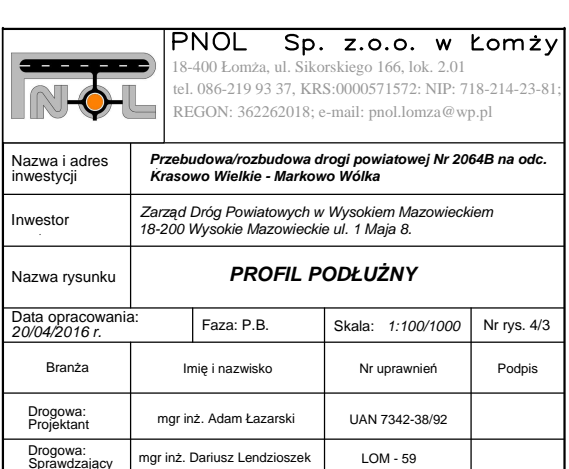 PNOL
PNOL Sp. z.o.o. w Łomży
18-400 Łomża, ul. Sikorskiego 166, lok. 2.01
tel. 086-219 93 37, KRS:0000571572: NIP: 718-214-23-81;
REGON: 362262018; e-mail: pnol.lomza@wp.pl
Nazwa i adres
inwestycji
Przebudowa/rozbudowa drogi powiatowej Nr 2064B na odc.
Krasowo Wielkie - Markowo Wólka
Inwestor
Zarząd Dróg Powiatowych w Wysokiem Mazowieckiem
18-200 Wysokie Mazowieckie ul. 1 Maja 8.
Nazwa rysunku
PROFIL PODŁUŻNY
Data opracowania:
20/04/2016 r.
Faza: P.B.
Skala: 1:100/1000
Nr rys. 4/3
Branża
Imię i nazwisko
Nr uprawnień
Podpis
Drogowa:
Projektant
mgr inż. Adam Łazarski
UAN 7342-38/92
Drogowa:
Sprawdzający
mgr inż. Dariusz Lendzioszek
LOM - 59